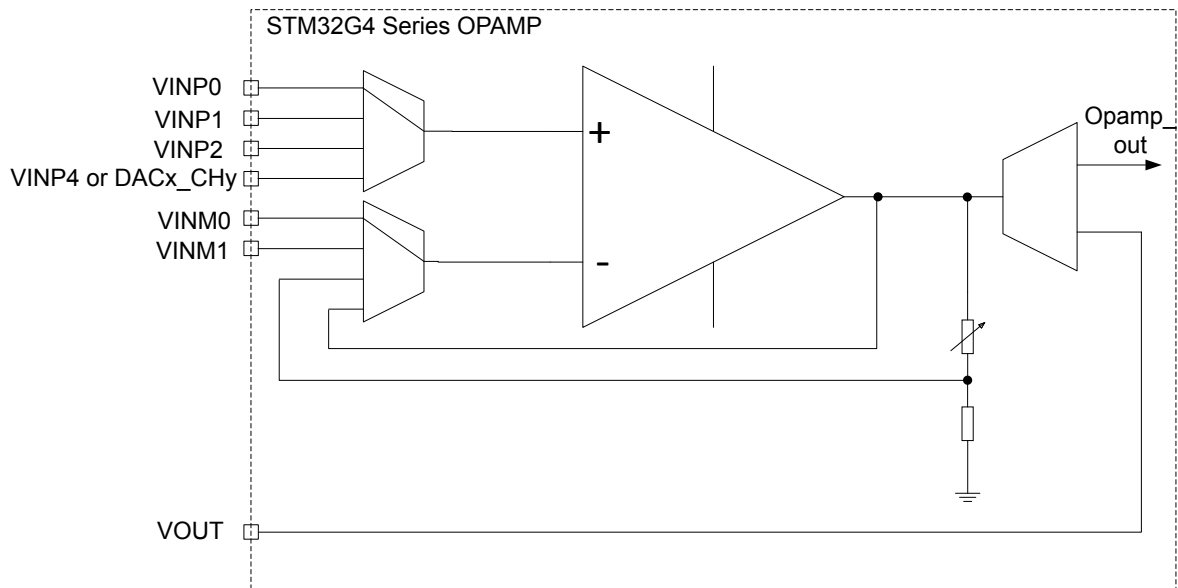 STM32G4 Series OPAMP
VINP0
VINP1
VINP2
VINP4 or DACx_CHy
VINM0
VINM1
+
-
Opamp_
out
VOUT